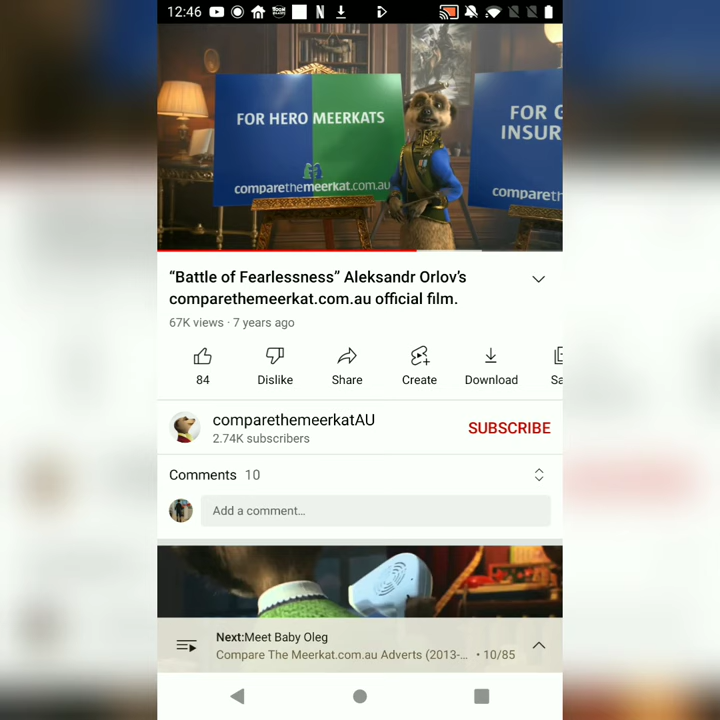 12:46
FOR HERO MEERKATS
comparethemeerkat.com.au
FOR G
INSUR
compareth
“Battle of Fearlessness” Aleksandr Orlov’s
comparethemeerkat.com.au official film.
67K views · 7 years ago
84
Dislike
Share
Create
Download
Sa
comparethemeerkatAU
2.74K subscribers
SUBSCRIBE
Comments 10
Add a comment...
Next:Meet Baby Oleg
Compare The Meerkat.com.au Adverts (2013-... • 10/85